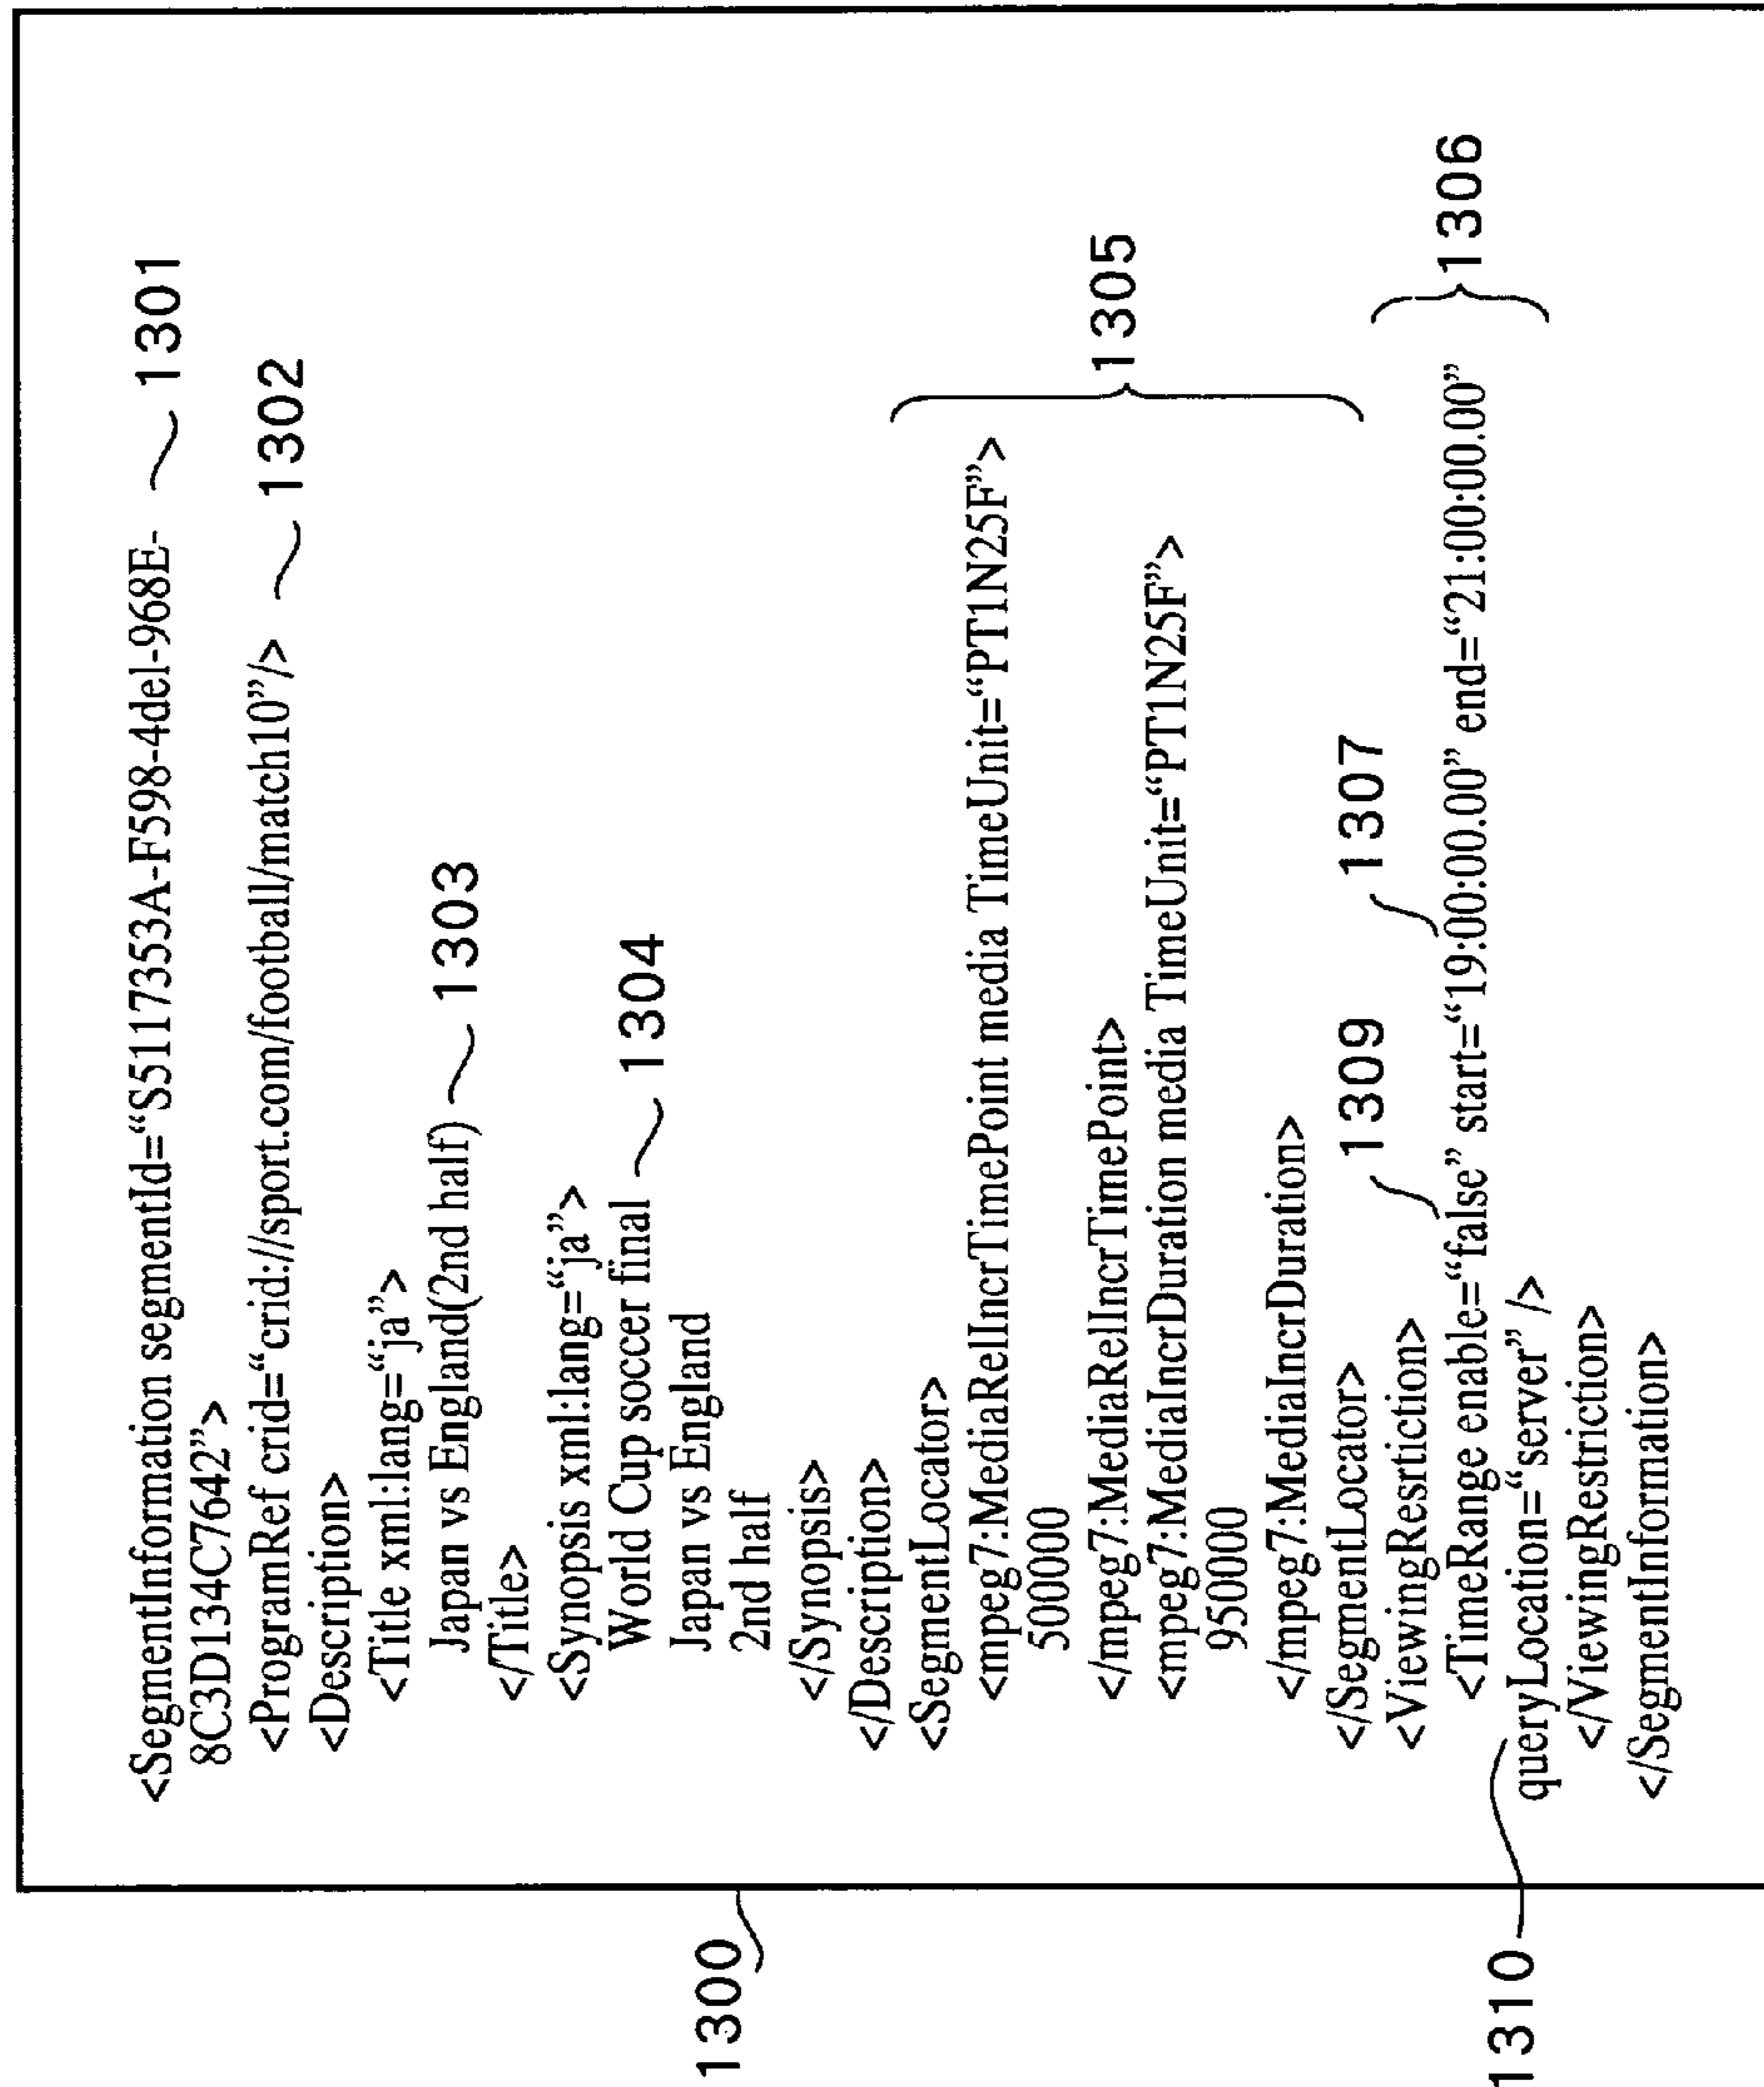 <SegmentInformation segmentId=“S5117353A-F598-4del-968E- 1301
8C3D134C7642”>
<ProgramRef crid=“crid://sport.com/football/match10”/> 1302
<Description>
<Title xml:lang=“ja”>
Japan vs England(2nd half) 1303
</Title>
<Synopsis xml:lang=“ja”>
World Cup soccer final 1304
Japan vs England
2nd half
</Synopsis>
</Description>
<SegmentLocator>
<mpeg7:MediaRelIncrTimePoint media TimeUnit=“PT1N25F”>
500000
</mpeg7:MediaRelIncrTimePoint>
1305
<mpeg7:MediaIncrDuration media TimeUnit=“PT1N25F”>
950000
</mpeg7:MediaIncrDuration>
</SegmentLocator> 1309 1307
<ViewingResrtiction>
<TimeRange enable=“false” start=“19:00:00.00” end=“21:00:00.00” 1306
queryLocation=“server” />
</ViewingRestriction>
</SegmentInformation>
1300
1310